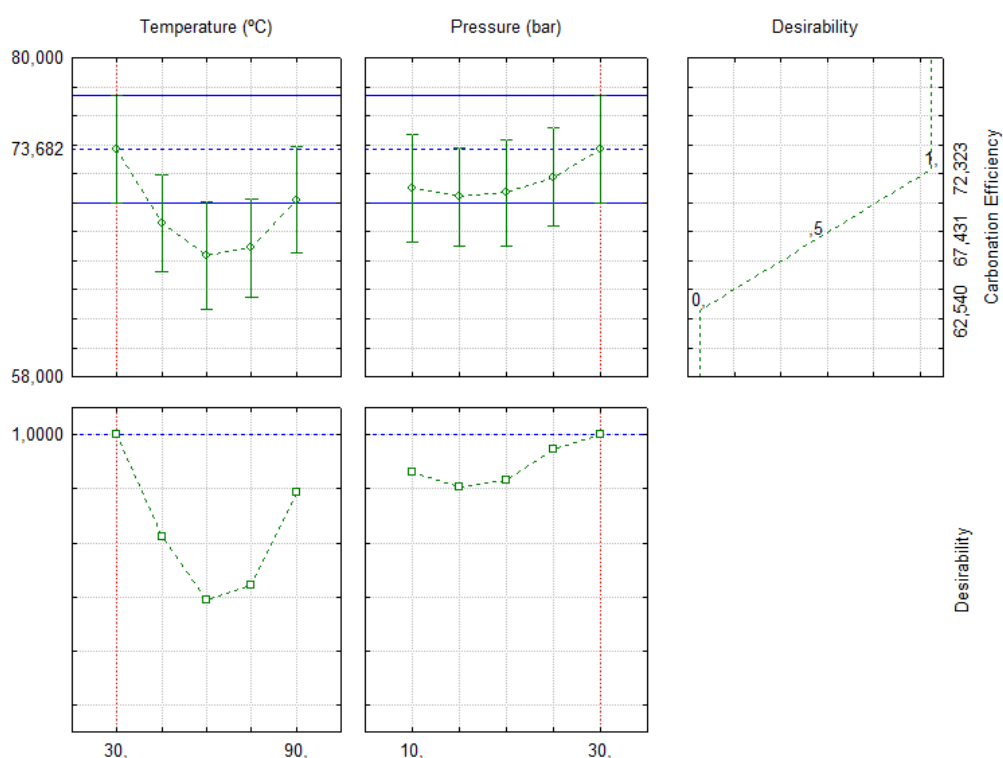 Temperature (ºC)
Pressure (bar)
Desirability
80,000
73,682
58,000
1,
,5
0,
72,323
67,431
62,540
Carbonation Efficiency
1,0000
Desirability
30,
90,
10,
30,